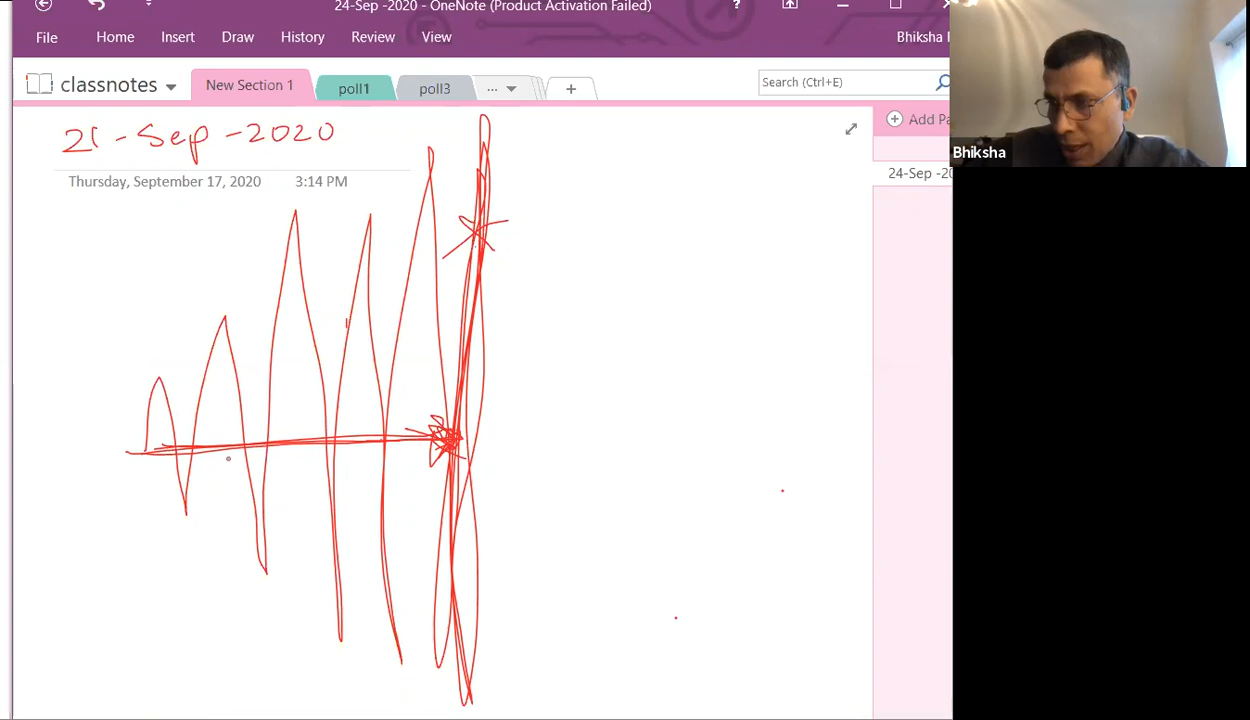 24-Sep -2020 - OneNote (Product Activation Failed)
?
File
Home
Insert
Draw
History
Review
View
Bhiksha
classnotes
New Section 1
poll1
poll3
...
+
Search (Ctrl+E)
21-Sep-2020
Add Pa
Thursday, September 17, 2020
3:14 PM
Bhiksha
24-Sep -20